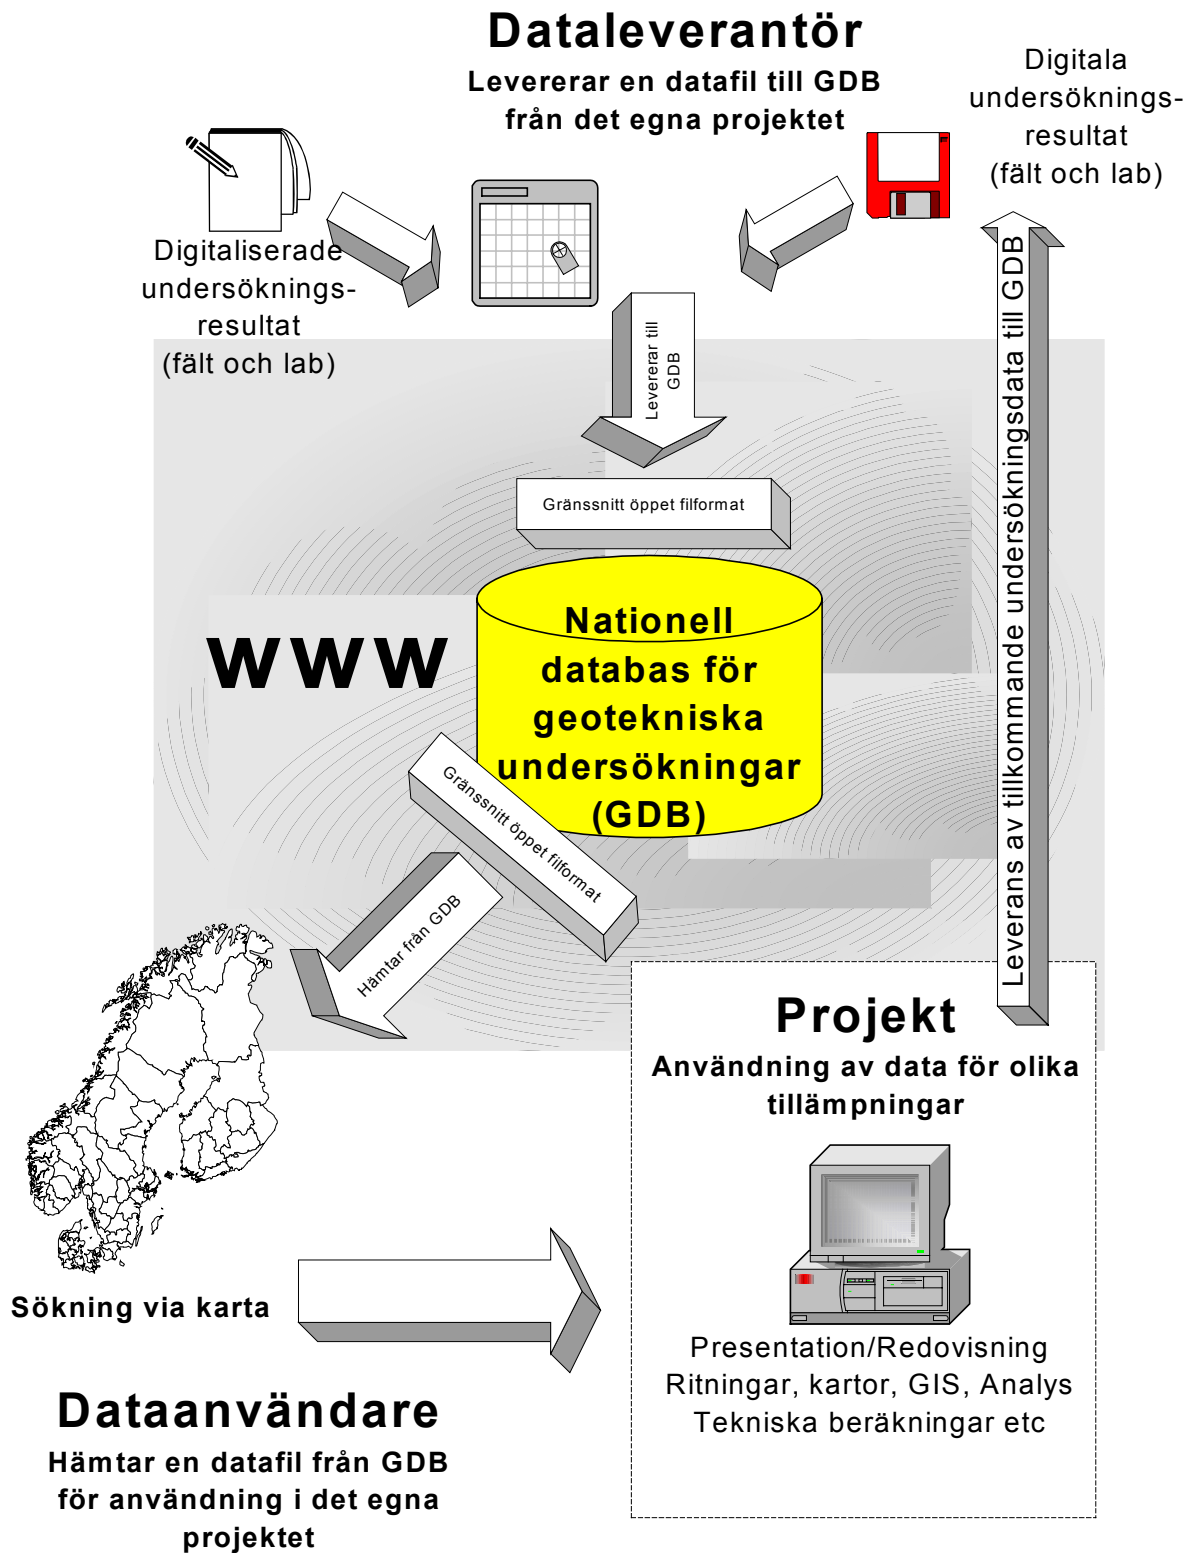 Dataleverantör
Levererar en datafil till GDB
från det egna projektet
Digitala
undersöknings-
resultat
(fält och lab)
Digitaliserade
undersöknings-
resultat
(fält och lab)
Levererar till
GDB
Gränssnitt öppet filformat
www
Nationell
databas för
geotekniska
undersökningar
(GDB)
Gränssnitt öppet filformat
Hämtar från GDB
Leverans av tillkommande undersökningsdata till GDB
Projekt
Användning av data för olika
tillämpningar
Presentation/Redovisning
Ritningar, kartor, GIS, Analys
Tekniska beräkningar etc
Sökning via karta
Dataanvändare
Hämtar en datafil från GDB
för användning i det egna
projektet